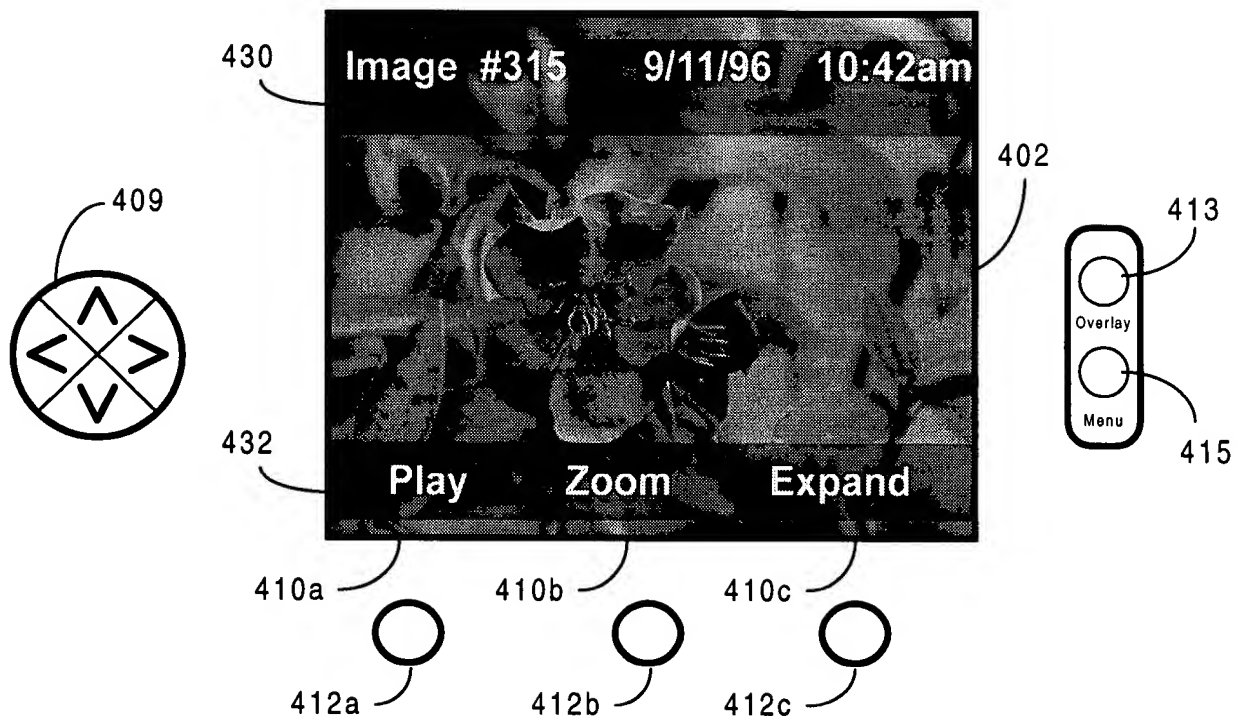 430
Image #315 9/11/96 10:42am
402
409
413
Overlay
Menu
415
432
Play Zoom Expand
410a 410b 410c
412a 412b 412c